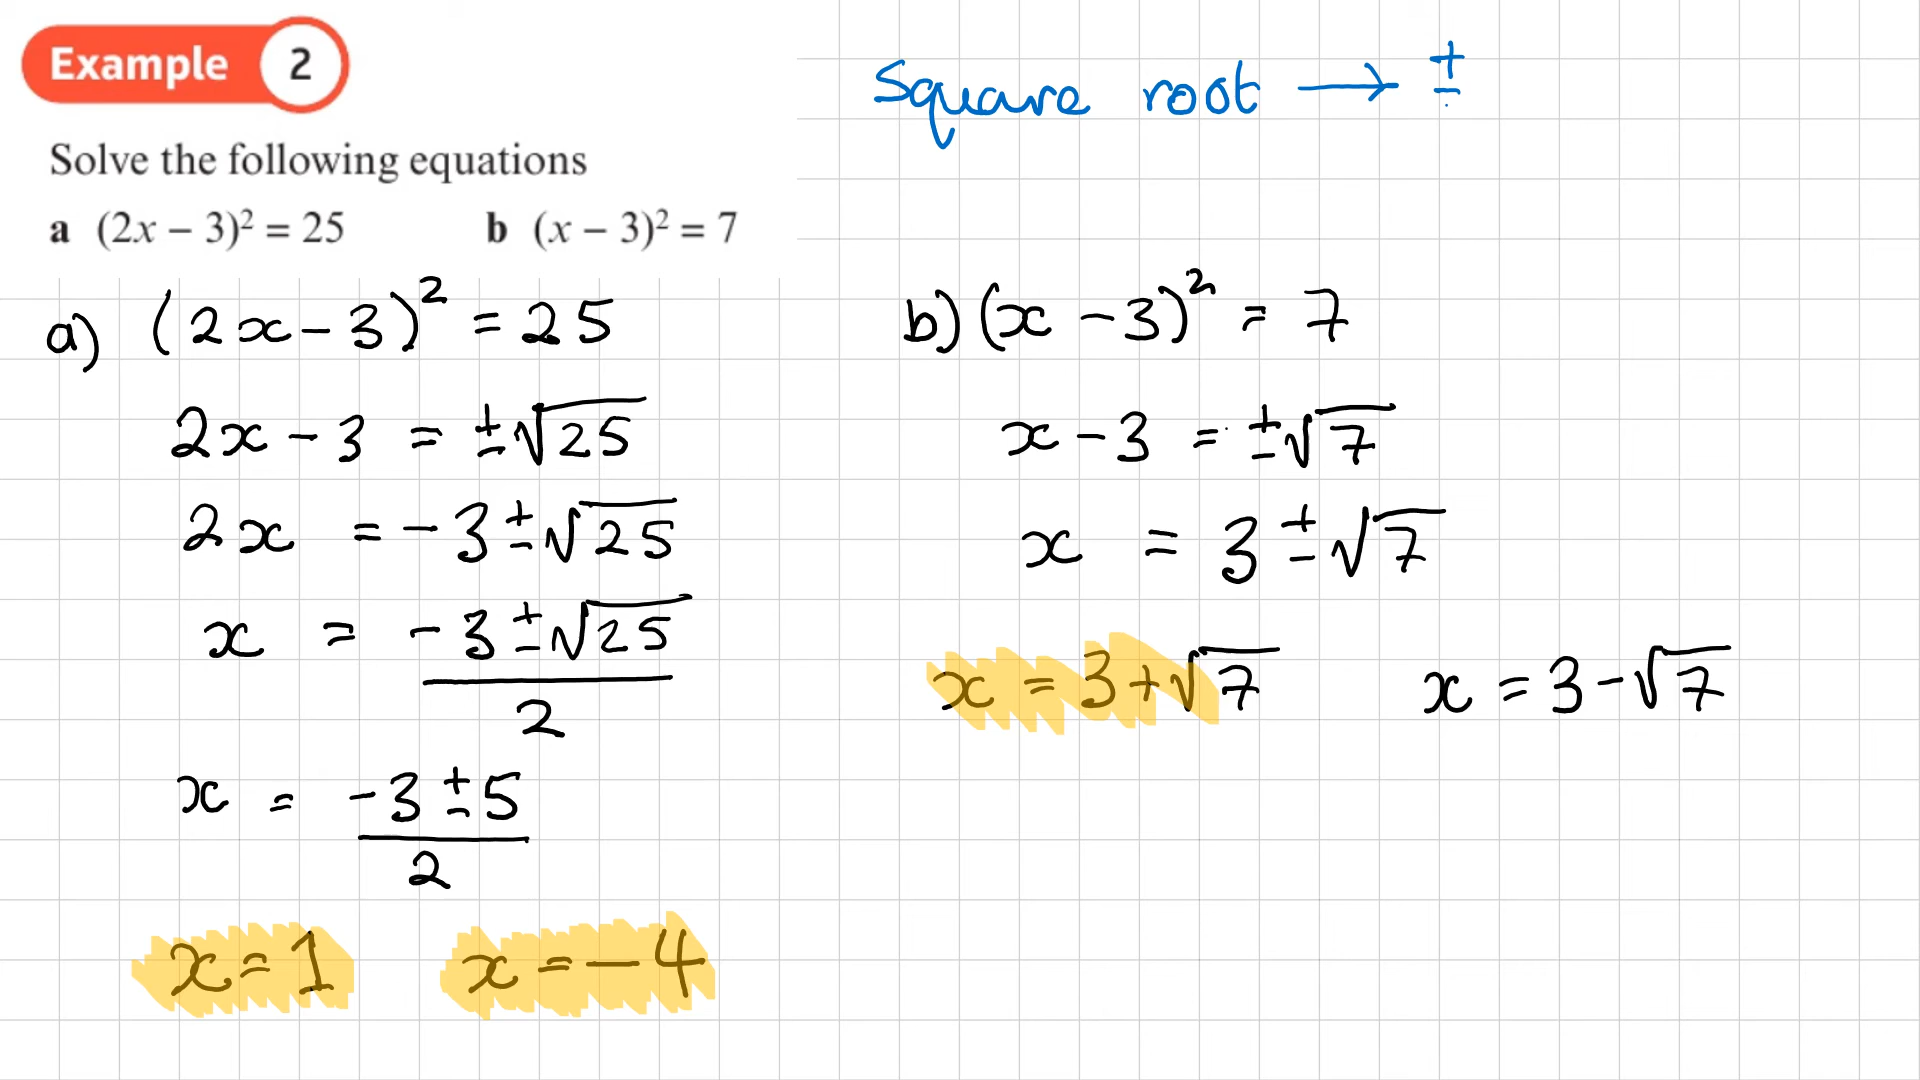 Example 2
Square root → ±
Solve the following equations
a (2x − 3)² = 25 b (x − 3)² = 7
a) (2x − 3)² = 25
2x − 3 = ±√25
2x = −3 ± √25
x = −3 ± √25
2
x = −3 ± 5
2
x = 1 x = −4
b) (x − 3)² = 7
x − 3 = ±√7
x = 3 ± √7
x = 3 + √7 x = 3 − √7